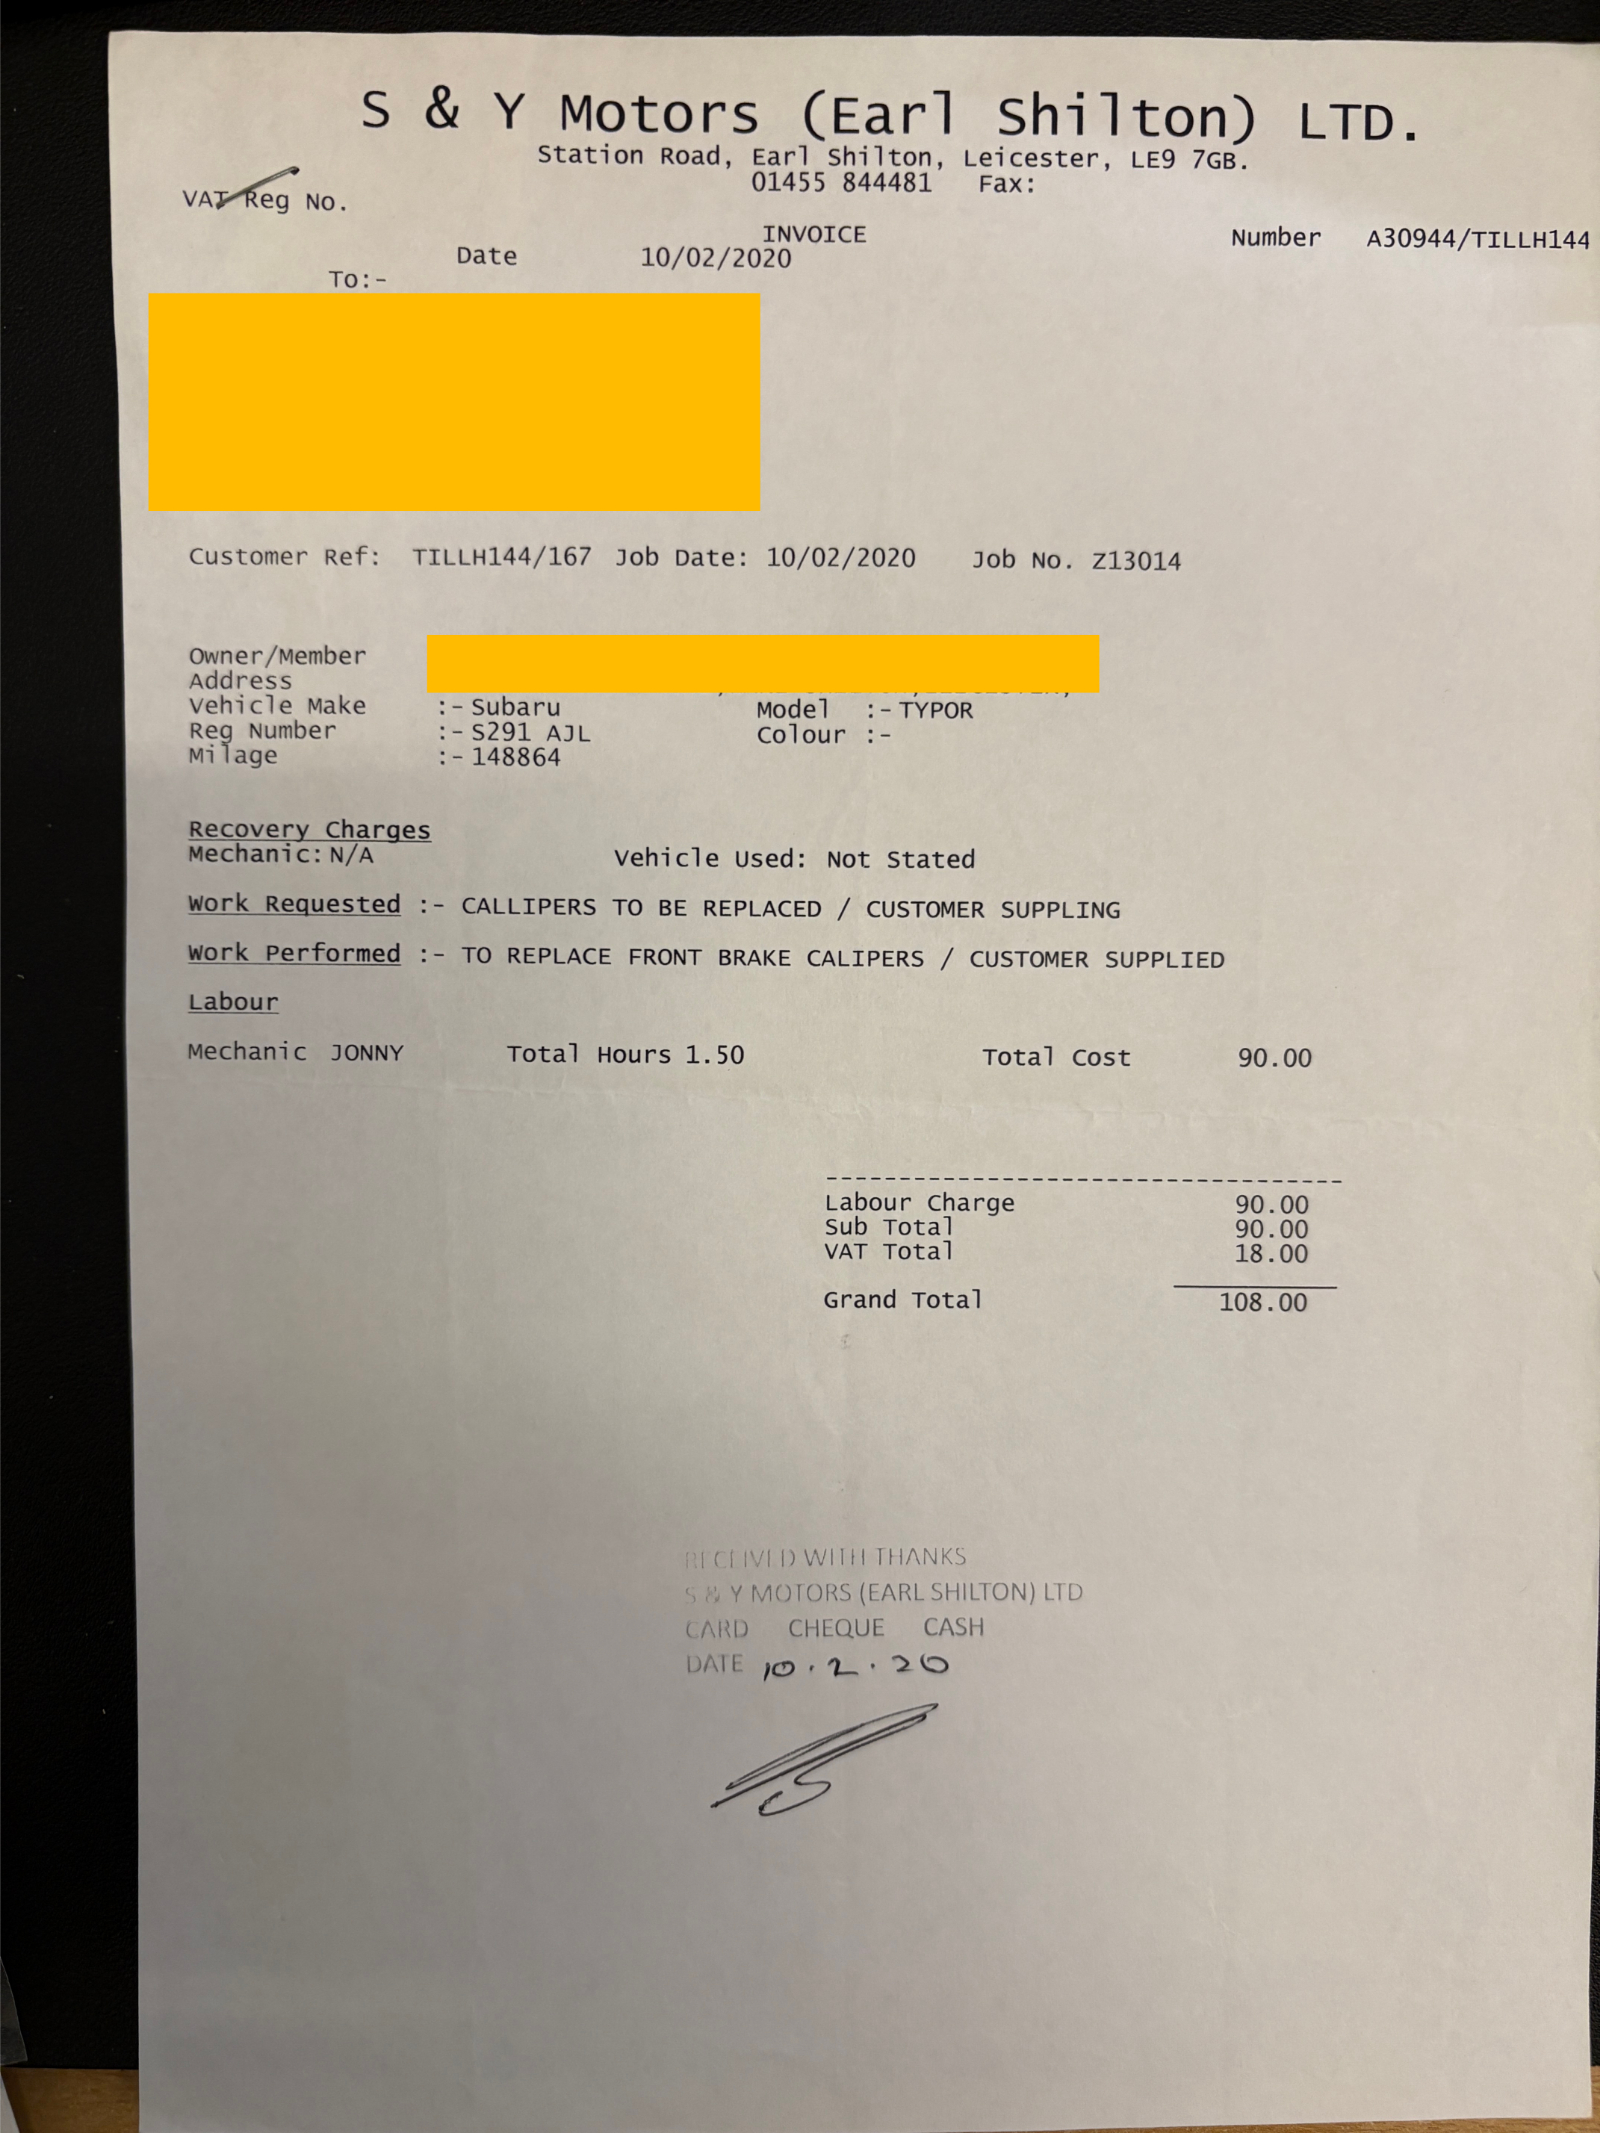 S & Y Motors (Earl Shilton) LTD.
Station Road, Earl Shilton, Leicester, LE9 7GB.
01455 844481 Fax:
VAT Reg No.
INVOICE
Number A30944/TILLH144
Date 10/02/2020
To:-
Customer Ref: TILLH144/167 Job Date: 10/02/2020 Job No. Z13014
Owner/Member
Address
Vehicle Make :- Subaru Model :- TYPOR
Reg Number :- S291 AJL Colour :-
Milage :- 148864
Recovery Charges
Mechanic: N/A Vehicle Used: Not Stated
Work Requested :- CALLIPERS TO BE REPLACED / CUSTOMER SUPPLING
Work Performed :- TO REPLACE FRONT BRAKE CALIPERS / CUSTOMER SUPPLIED
Labour
Mechanic JONNY Total Hours 1.50 Total Cost 90.00
Labour Charge 90.00
Sub Total 90.00
VAT Total 18.00
Grand Total 108.00
RECEIVED WITH THANKS
S & Y MOTORS (EARL SHILTON) LTD
CARD CHEQUE CASH
DATE 10.2.20